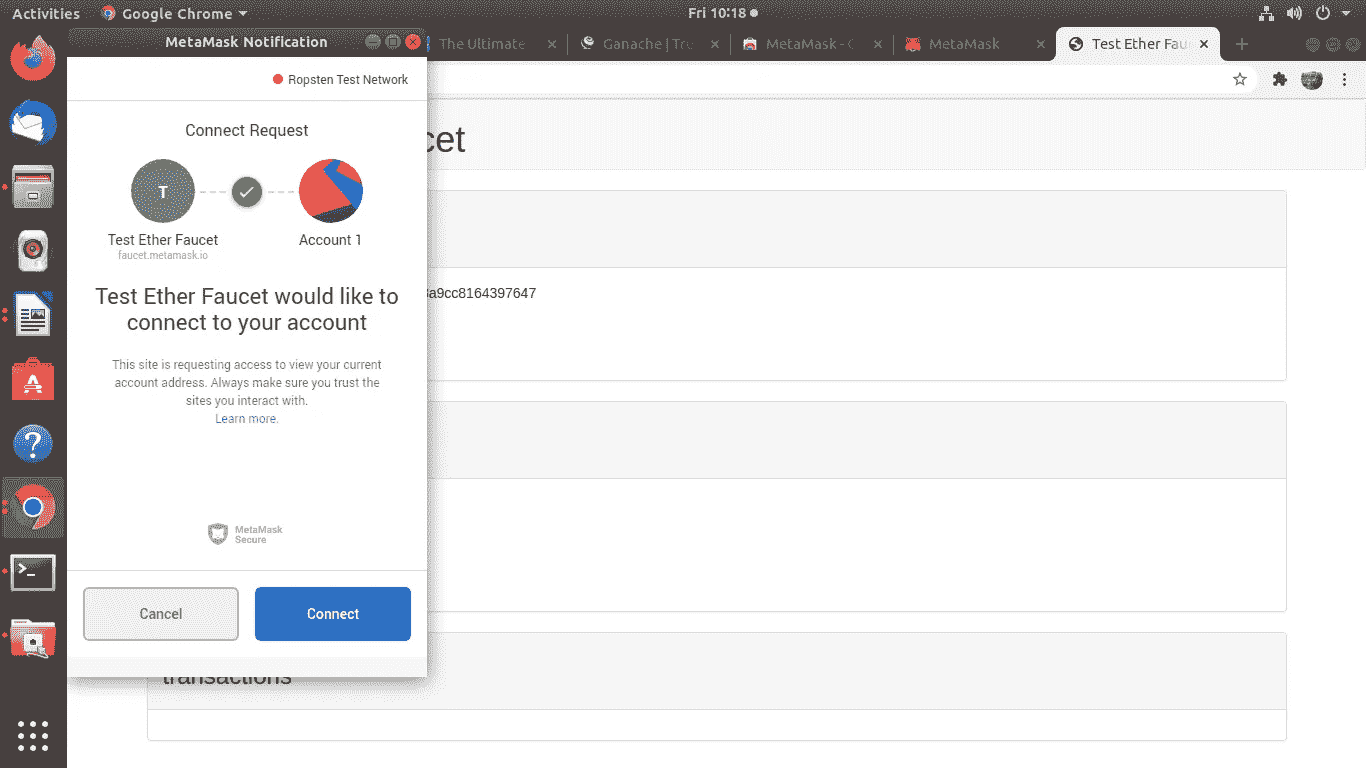 Activities
Google Chrome
Fri 10:18
MetaMask Notification
The Ultimate
Ganache | Tru
MetaMask - C
MetaMask
Test Ether Fau
Ropsten Test Network
Connect Request
cet
T
Test Ether Faucet
Account 1
faucet.metamask.io
Test Ether Faucet would like to
connect to your account
a9cc8164397647
This site is requesting access to view your current
account address. Always make sure you trust the
sites you interact with.
Learn more.
MetaMask
Secure
Cancel
Connect
transactions